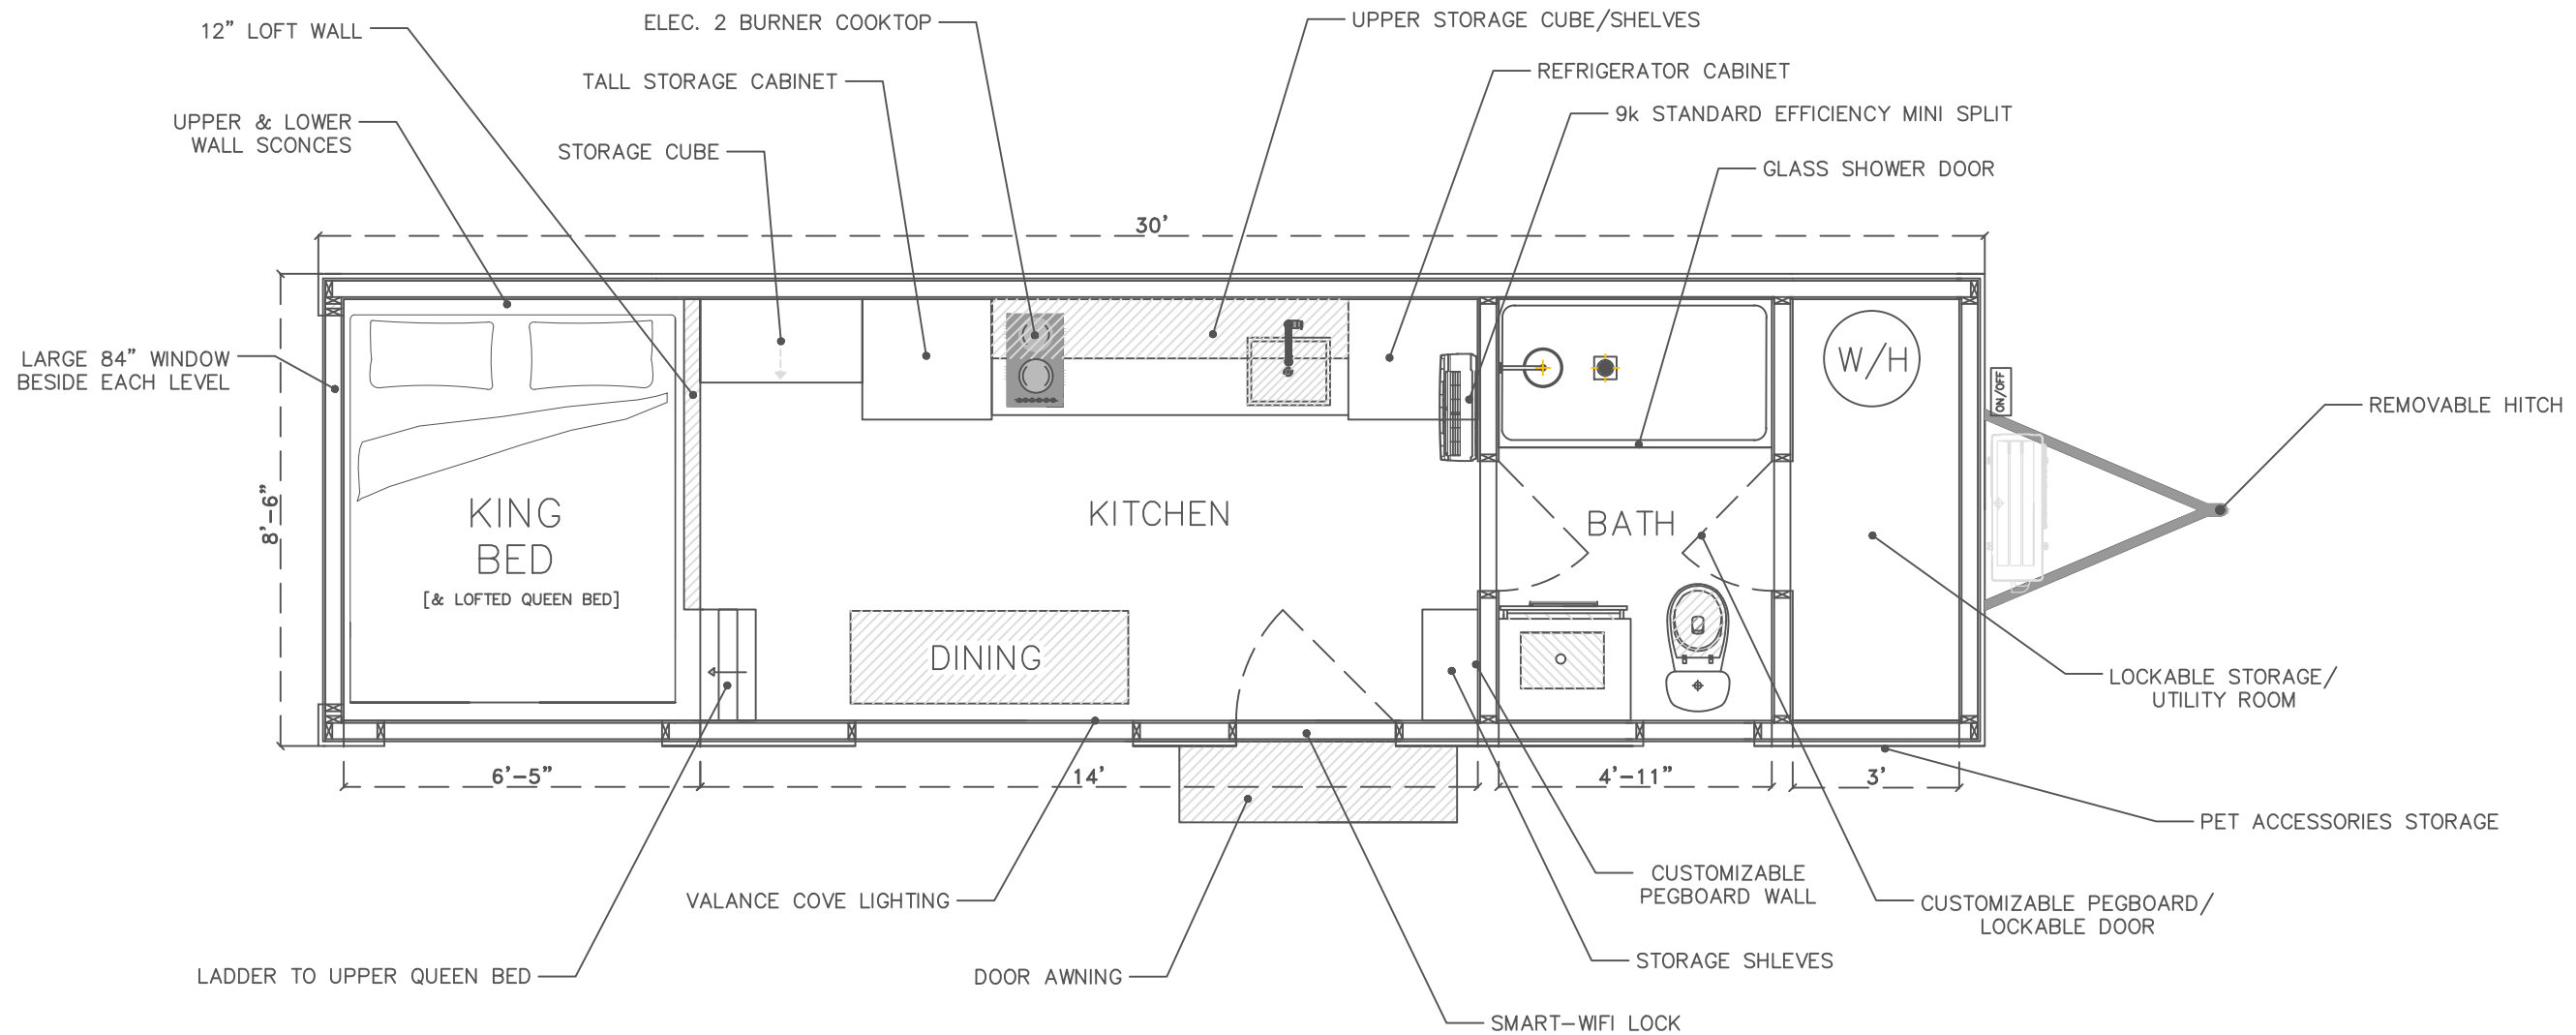 ELEC. 2 BURNER COOKTOP
UPPER STORAGE CUBE/SHELVES
12” LOFT WALL
TALL STORAGE CABINET
REFRIGERATOR CABINET
9k STANDARD EFFICIENCY MINI SPLIT
UPPER & LOWER
WALL SCONCES
STORAGE CUBE
GLASS SHOWER DOOR
30’
LARGE 84” WINDOW
BESIDE EACH LEVEL
W/H
ON/OFF
REMOVABLE HITCH
8’-6”
KING
BED
[& LOFTED QUEEN BED]
KITCHEN
BATH
DINING
LOCKABLE STORAGE/
UTILITY ROOM
6’-5”
14’
4’-11”
3’
PET ACCESSORIES STORAGE
VALANCE COVE LIGHTING
CUSTOMIZABLE
PEGBOARD WALL
CUSTOMIZABLE PEGBOARD/
LOCKABLE DOOR
LADDER TO UPPER QUEEN BED
DOOR AWNING
STORAGE SHLEVES
SMART-WIFI LOCK